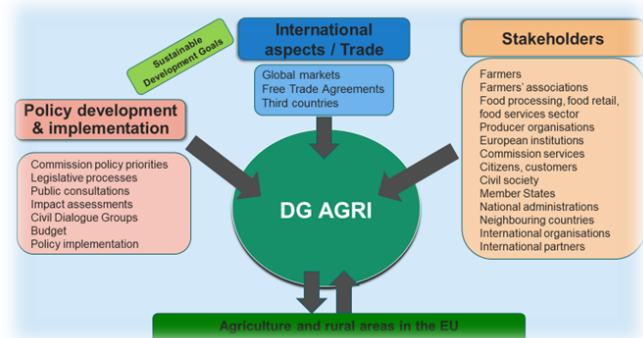 Sustainable
Development Goals
International
aspects / Trade
Global markets
Free Trade Agreements
Third countries
Stakeholders
Farmers
Farmers' associations
Food processing, food retail,
food services sector
Producer organisations
European institutions
Commission services
Citizens, customers
Civil society
Member States
National administrations
Neighbouring countries
International organisations
International partners
Policy development
& implementation
Commission policy priorities
Legislative processes
Public consultations
Impact assessments
Civil Dialogue Groups
Budget
Policy implementation
DG AGRI
Agriculture and rural areas in the EU